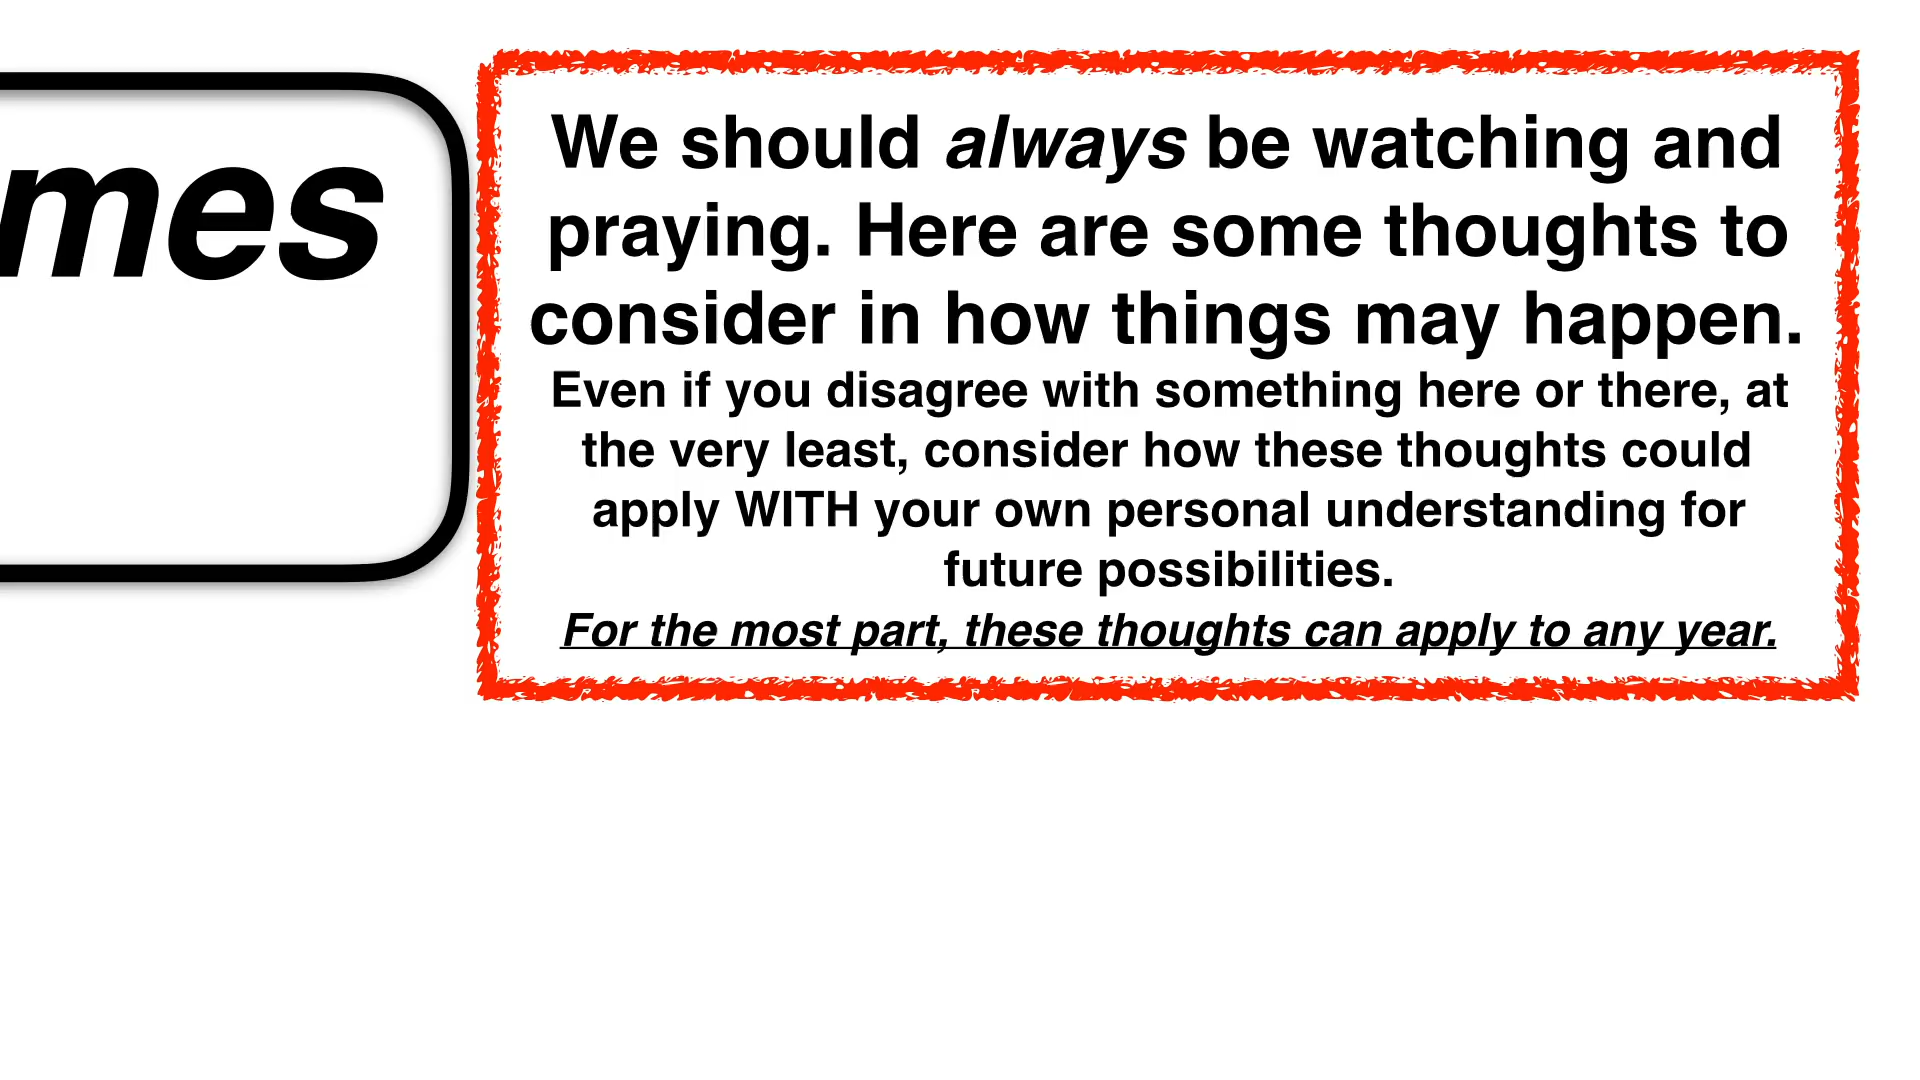 mes
We should always be watching and
praying. Here are some thoughts to
consider in how things may happen.
Even if you disagree with something here or there, at
the very least, consider how these thoughts could
apply WITH your own personal understanding for
future possibilities.
For the most part, these thoughts can apply to any year.